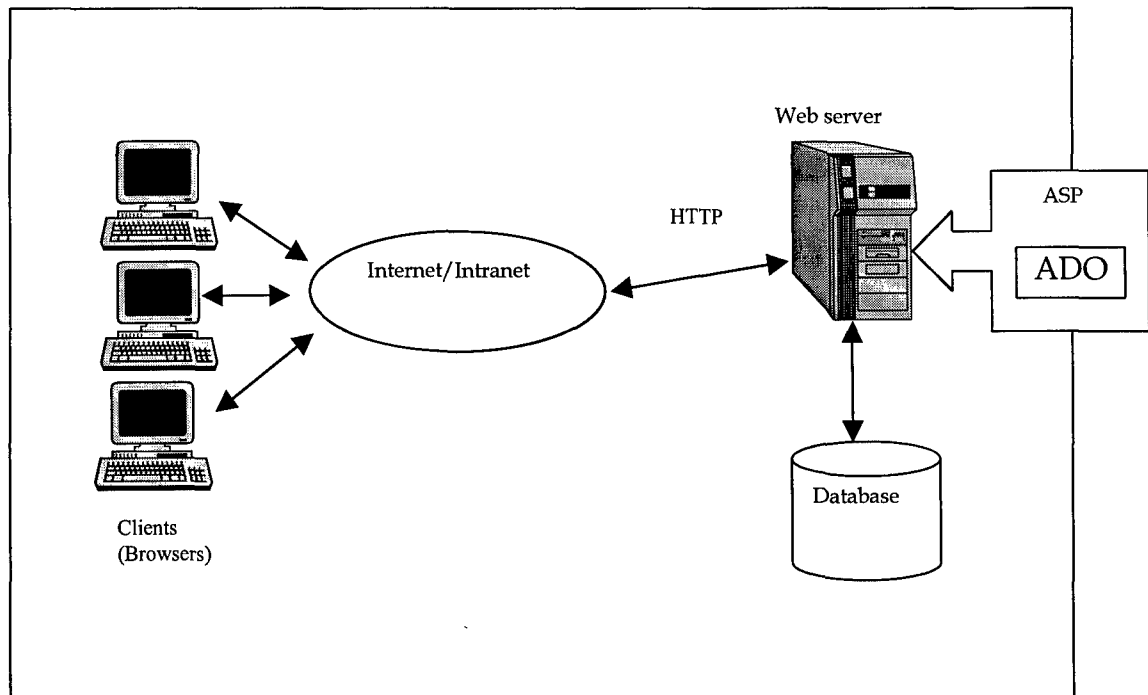 Web server
ASP
HTTP
ADO
Internet/Intranet
Database
Clients
(Browsers)